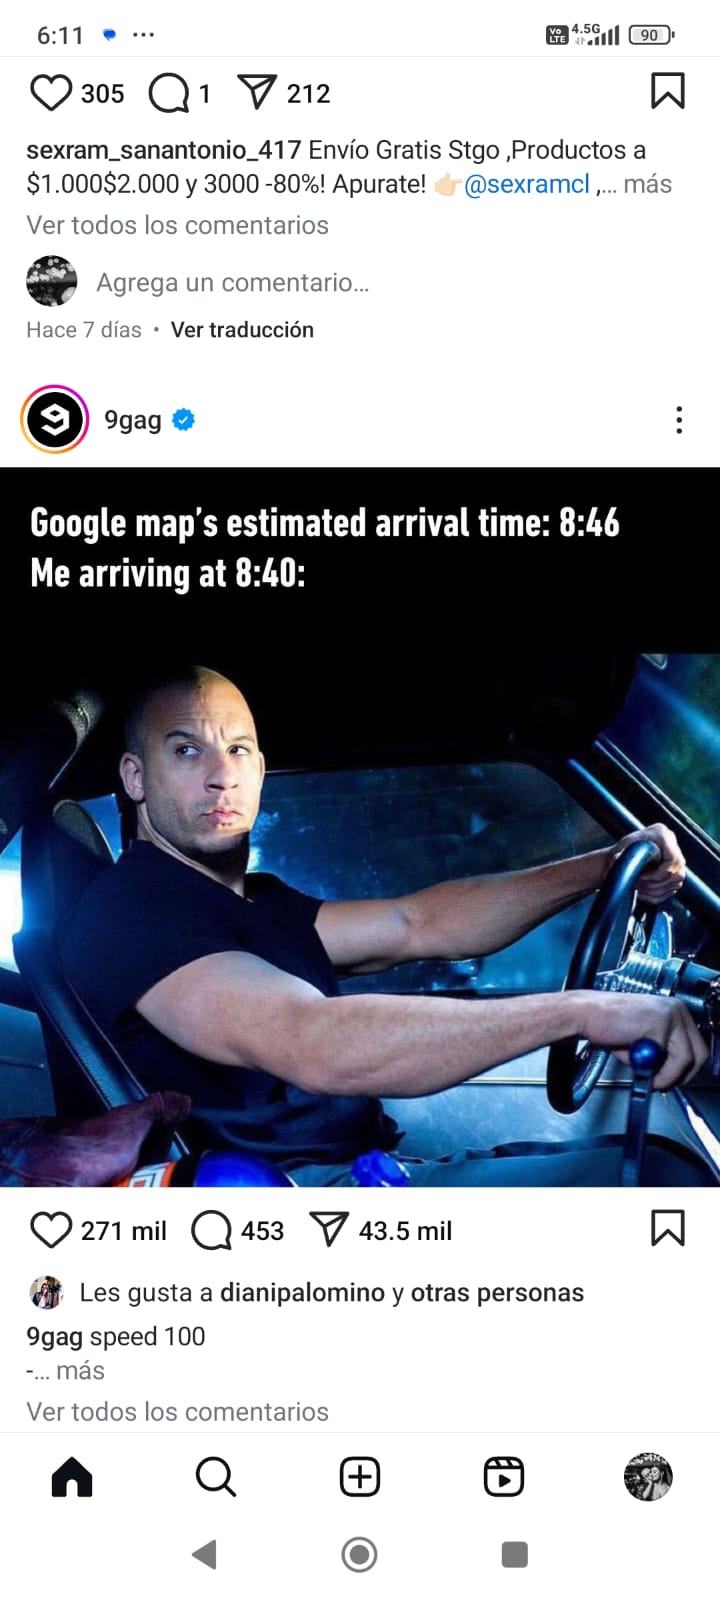 6:11
Vo LTE 4.5G 90
305 1 212
sexram_sanantonio_417 Envío Gratis Stgo ,Productos a
$1.000$2.000 y 3000 -80%! Apurate! 👉🏻@sexramcl ,... más
Ver todos los comentarios
Agrega un comentario...
Hace 7 días • Ver traducción
9gag
Google map's estimated arrival time: 8:46
Me arriving at 8:40:
271 mil 453 43.5 mil
Les gusta a dianipalomino y otras personas
9gag speed 100
-... más
Ver todos los comentarios